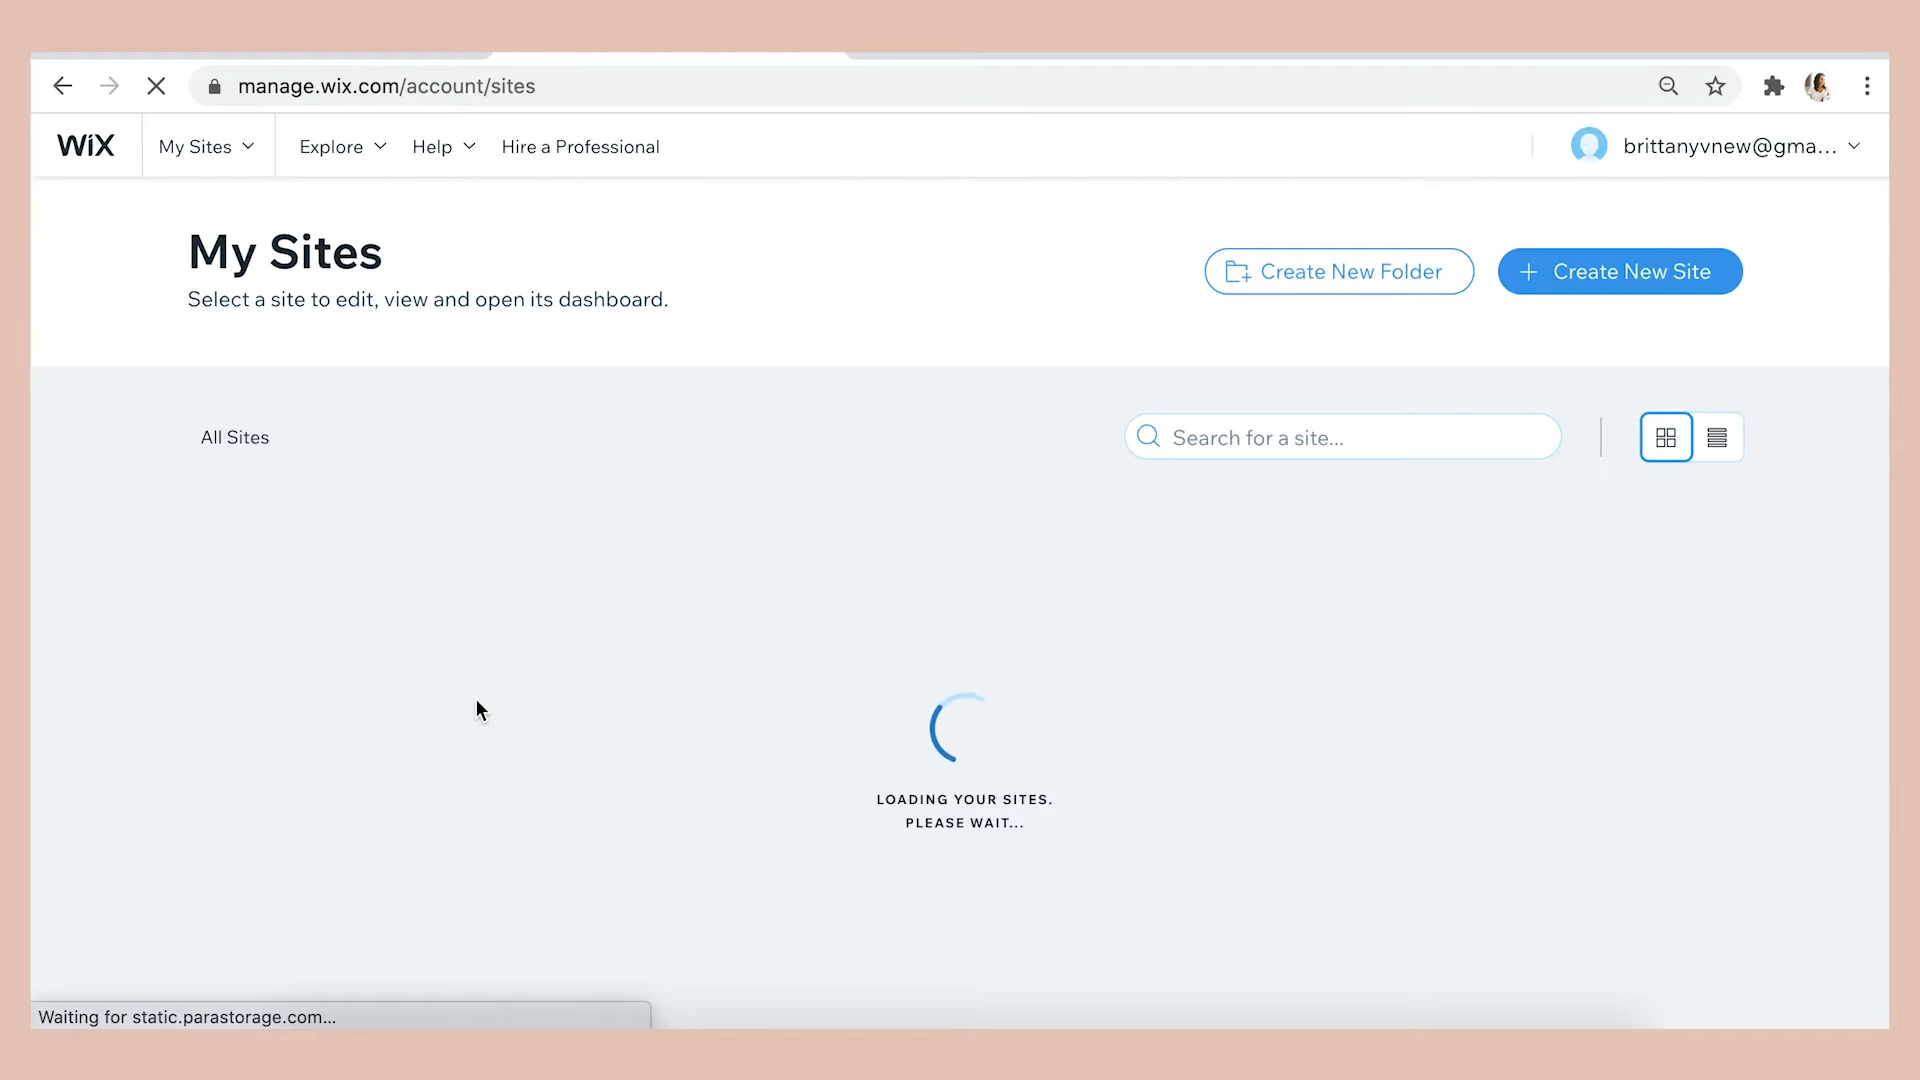 manage.wix.com/account/sites
WiX
My Sites
Explore
Help
Hire a Professional
brittanyvnew@gma...
My Sites
Select a site to edit, view and open its dashboard.
Create New Folder
+ Create New Site
All Sites
Search for a site...
LOADING YOUR SITES.
PLEASE WAIT...
Waiting for static.parastorage.com...